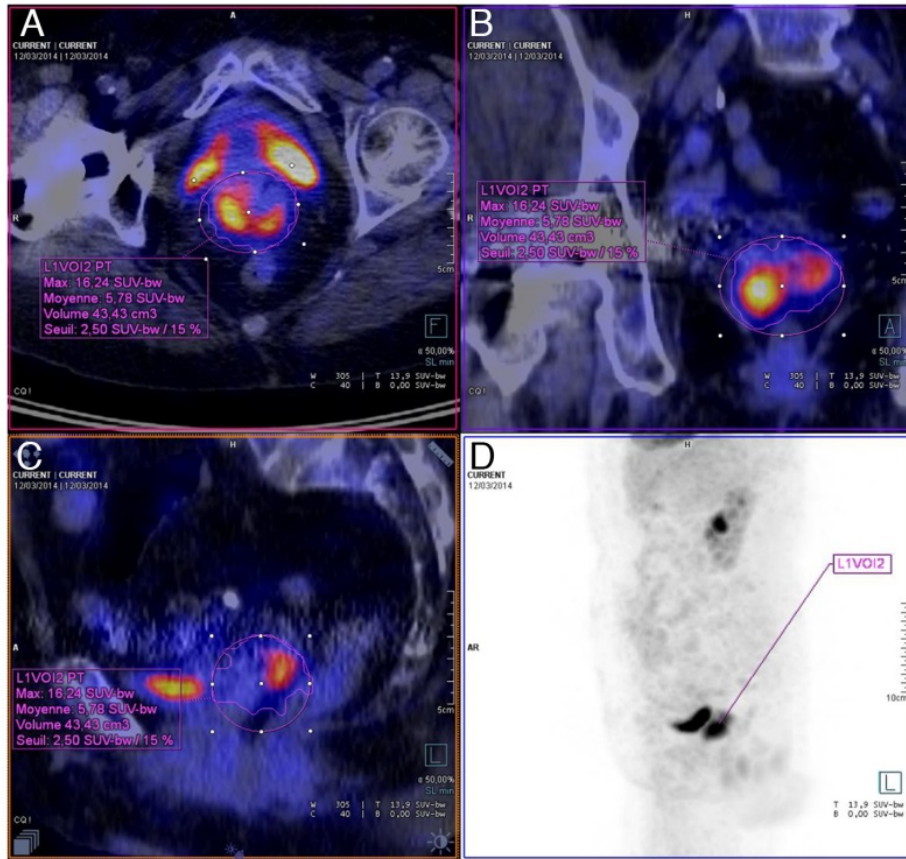 A
A
CURRENT | CURRENT
12/03/2014 | 12/03/2014
R
L1VOI2 PT
Max: 16,24 SUV-bw
Moyenne: 5,78 SUV-bw
Volume 43,43 cm3
Seuil: 2,50 SUV-bw / 15 %
5cm
F
α 50,00%
SL min
W 305 | T 13,9 SUV-bw
C 40 | B 0,00 SUV-bw
CQ1
B
H
CURRENT | CURRENT
12/03/2014 | 12/03/2014
L1VOI2 PT
Max: 16,24 SUV-bw
Moyenne: 5,78 SUV-bw
Volume 43,43 cm3
Seuil: 2,50 SUV-bw / 15 %
R
5cm
A
α 50,00%
SL min
W 305 | T 13,9 SUV-bw
C 40 | B 0,00 SUV-bw
CQ1
C
H
CURRENT | CURRENT
12/03/2014 | 12/03/2014
A
L1VOI2 PT
Max: 16,24 SUV-bw
Moyenne: 5,78 SUV-bw
Volume 43,43 cm3
Seuil: 2,50 SUV-bw / 15 %
5cm
L
α 50,00%
SL min
W 305 | T 13,9 SUV-bw
C 40 | B 0,00 SUV-bw
CQ1
D
H
CURRENT | CURRENT
12/03/2014 | 12/03/2014
L1VOI2
AR
10cm
L
T 13,9 SUV-bw
B 0,00 SUV-bw